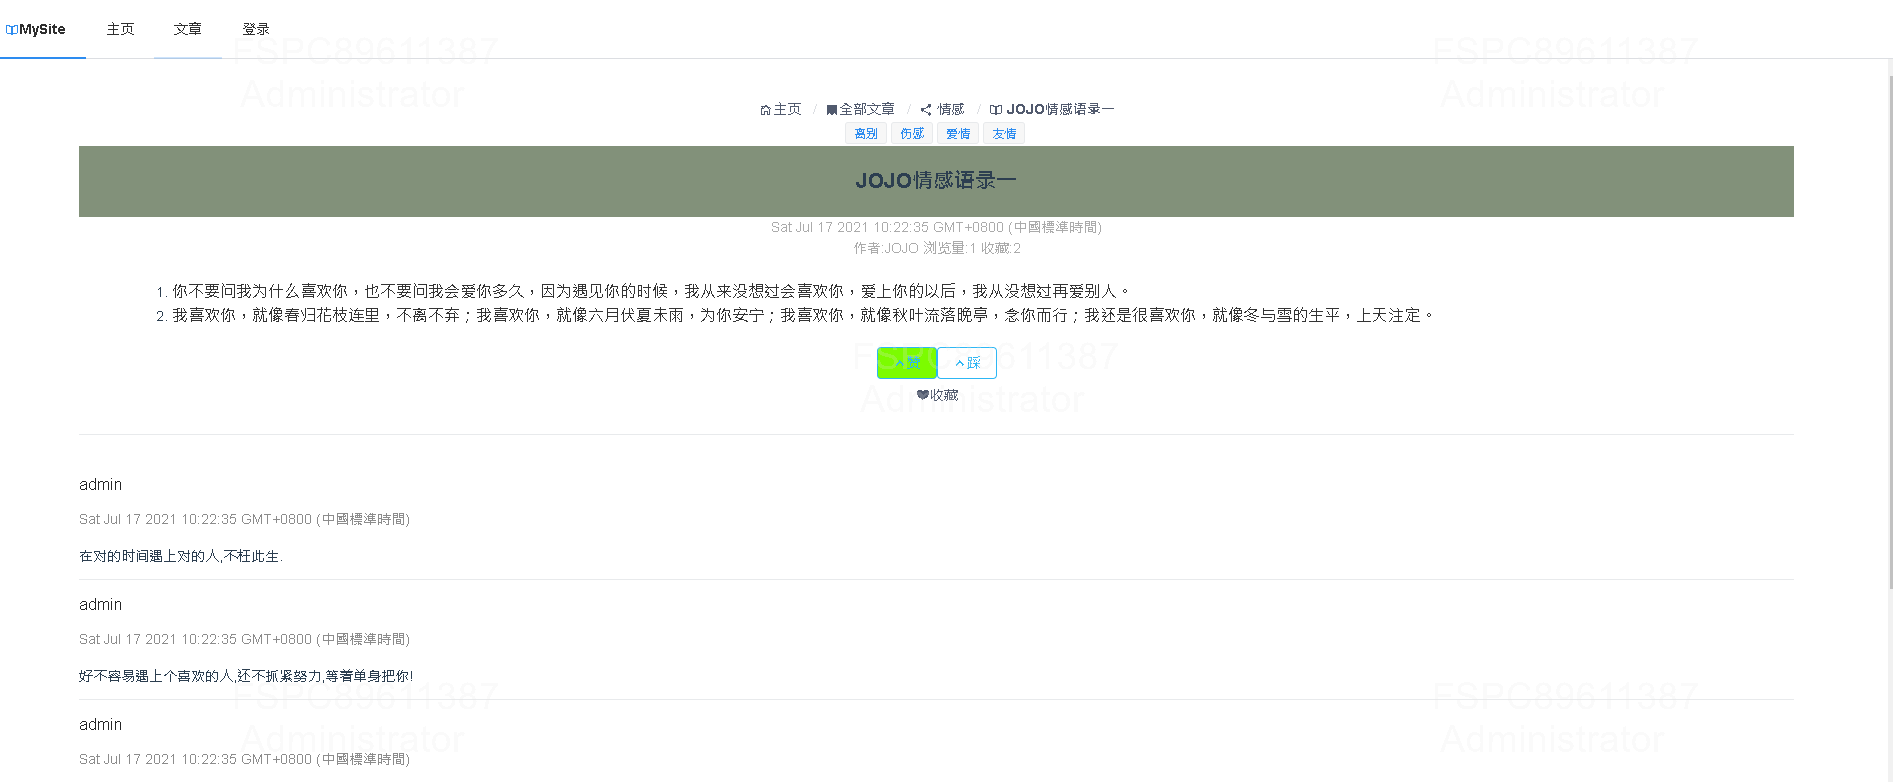 MySite 主页 文章 登录
FSPC89611387 FSPC89611387
Administrator Administrator
主页 / 全部文章 / 情感 / JOJO情感语录一
离别 伤感 爱情 友情
JOJO情感语录一
Sat Jul 17 2021 10:22:35 GMT+0800 (中國標準時間)
作者:JOJO 浏览量:1 收藏:2
1. 你不要问我为什么喜欢你，也不要问我会爱你多久，因为遇见你的时候，我从来没想过会喜欢你，爱上你的以后，我从没想过再爱别人。
2. 我喜欢你，就像春归花枝连里，不离不弃；我喜欢你，就像六月伏夏未雨，为你安宁；我喜欢你，就像秋叶流落晚亭，念你而行；我还是很喜欢你，就像冬与雪的生平，上天注定。
FSPC89611387
赞 踩
Administrator
收藏
admin
Sat Jul 17 2021 10:22:35 GMT+0800 (中國標準時間)
在对的时间遇上对的人,不枉此生.
admin
Sat Jul 17 2021 10:22:35 GMT+0800 (中國標準時間)
好不容易遇上个喜欢的人,还不抓紧努力,等着单身把你!
FSPC89611387 FSPC89611387
admin
Administrator Administrator
Sat Jul 17 2021 10:22:35 GMT+0800 (中國標準時間)